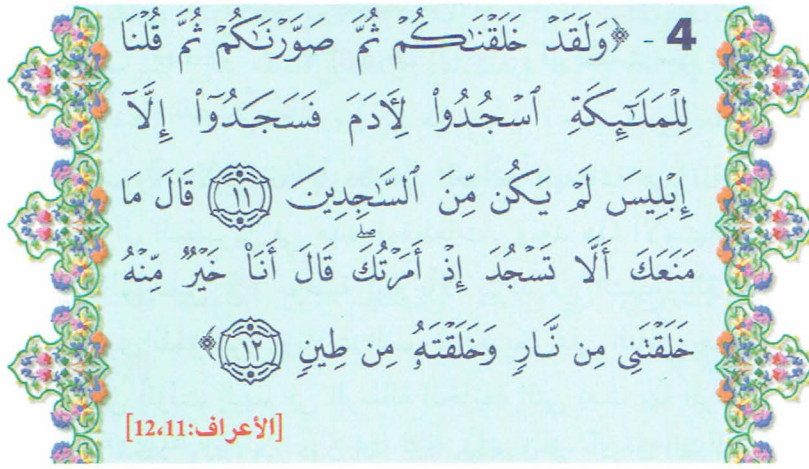 4 - ﴿وَلَقَدْ خَلَقْنَٰكُمْ ثُمَّ صَوَّرْنَٰكُمْ ثُمَّ قُلْنَا
لِلْمَلَٰٓئِكَةِ ٱسْجُدُوا۟ لِءَادَمَ فَسَجَدُوٓا۟ إِلَّآ
إِبْلِيسَ لَمْ يَكُن مِّنَ ٱلسَّٰجِدِينَ ﴿١١﴾ قَالَ مَا
مَنَعَكَ أَلَّا تَسْجُدَ إِذْ أَمَرْتُكَ ۖ قَالَ أَنَا۠ خَيْرٌ مِّنْهُ
خَلَقْتَنِى مِن نَّارٍ وَخَلَقْتَهُۥ مِن طِينٍ ﴿١٢﴾﴾
[الأعراف:12،11]